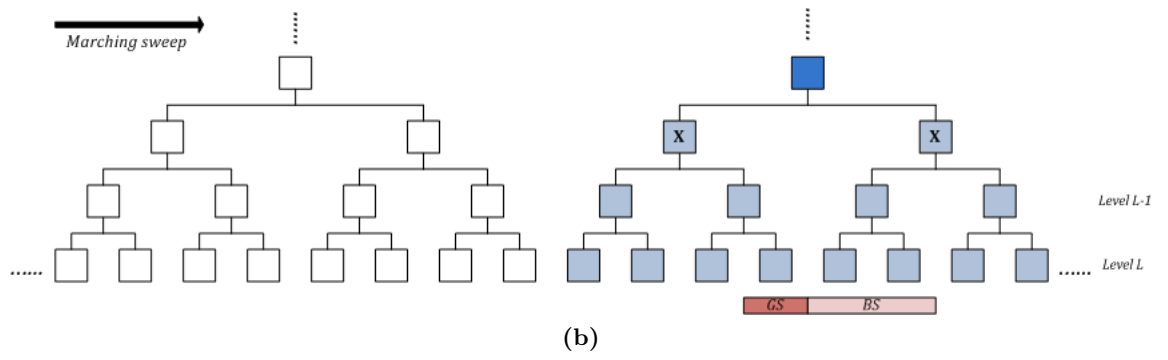 Marching sweep
X X
Level L-1
...... ...... Level L
GS BS
(b)